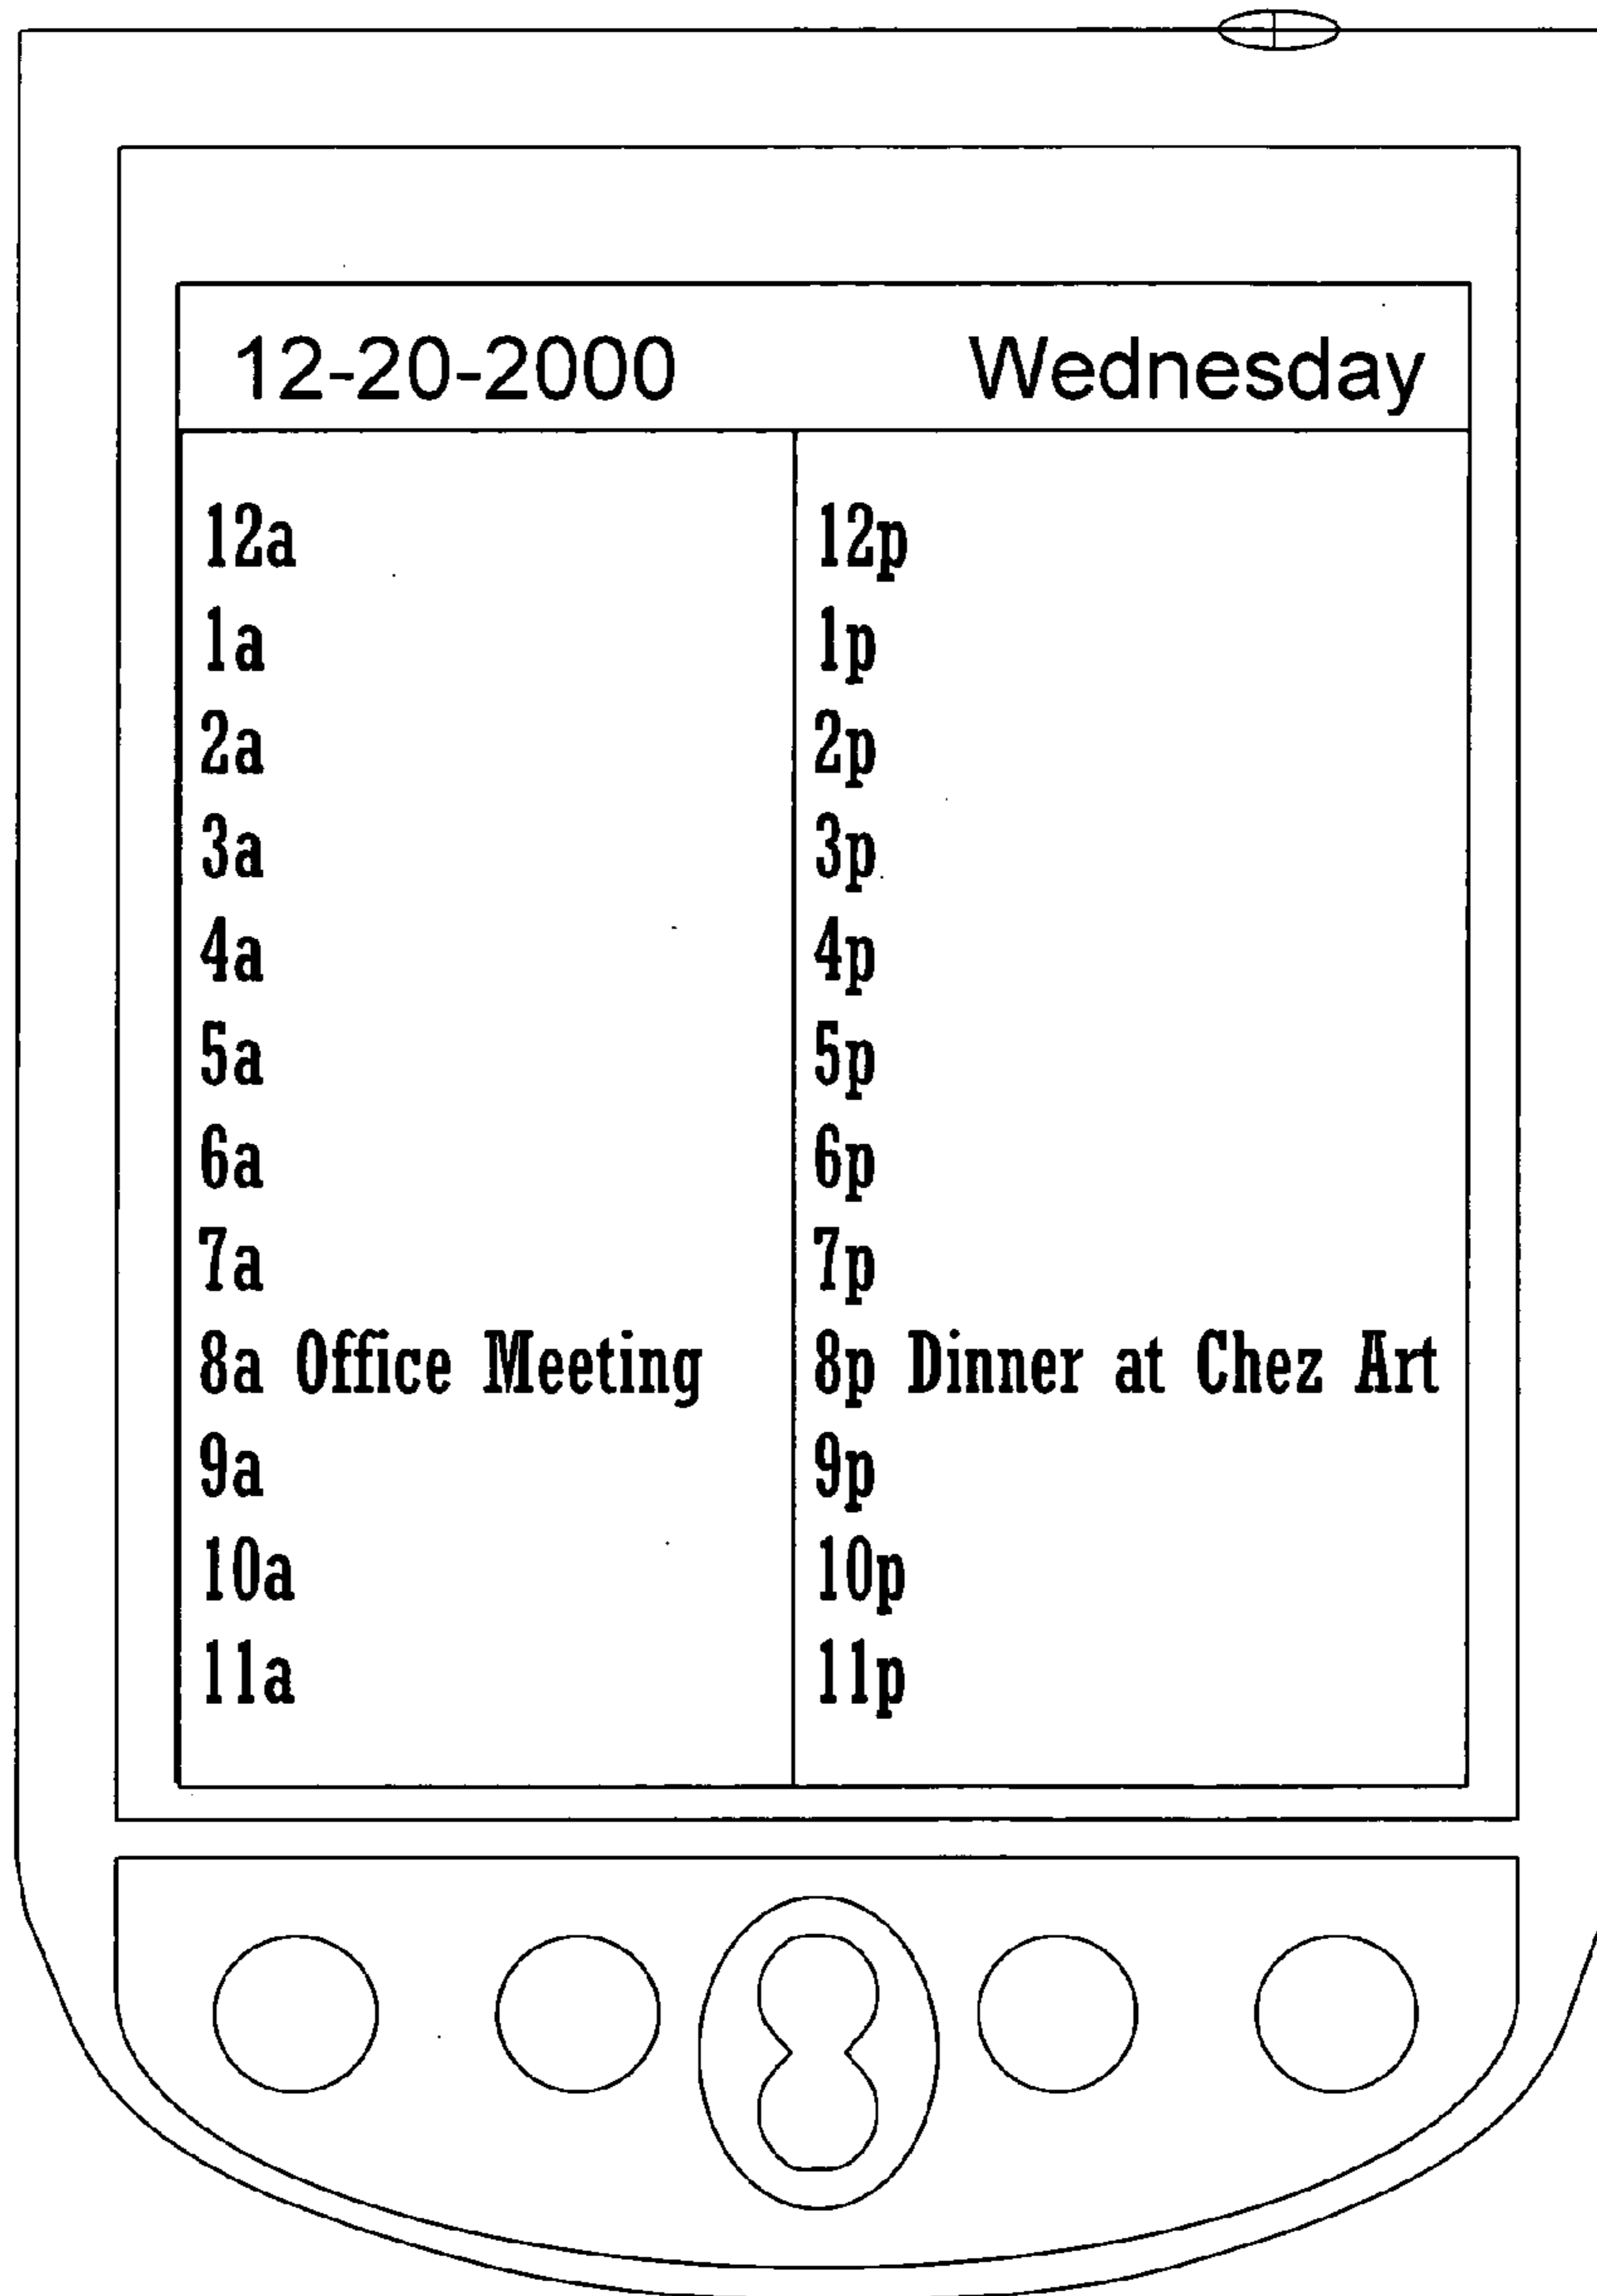 12-20-2000 Wednesday
12a
1a
2a
3a
4a
5a
6a
7a
8a Office Meeting
9a
10a
11a
12p
1p
2p
3p
4p
5p
6p
7p
8p Dinner at Chez Art
9p
10p
11p